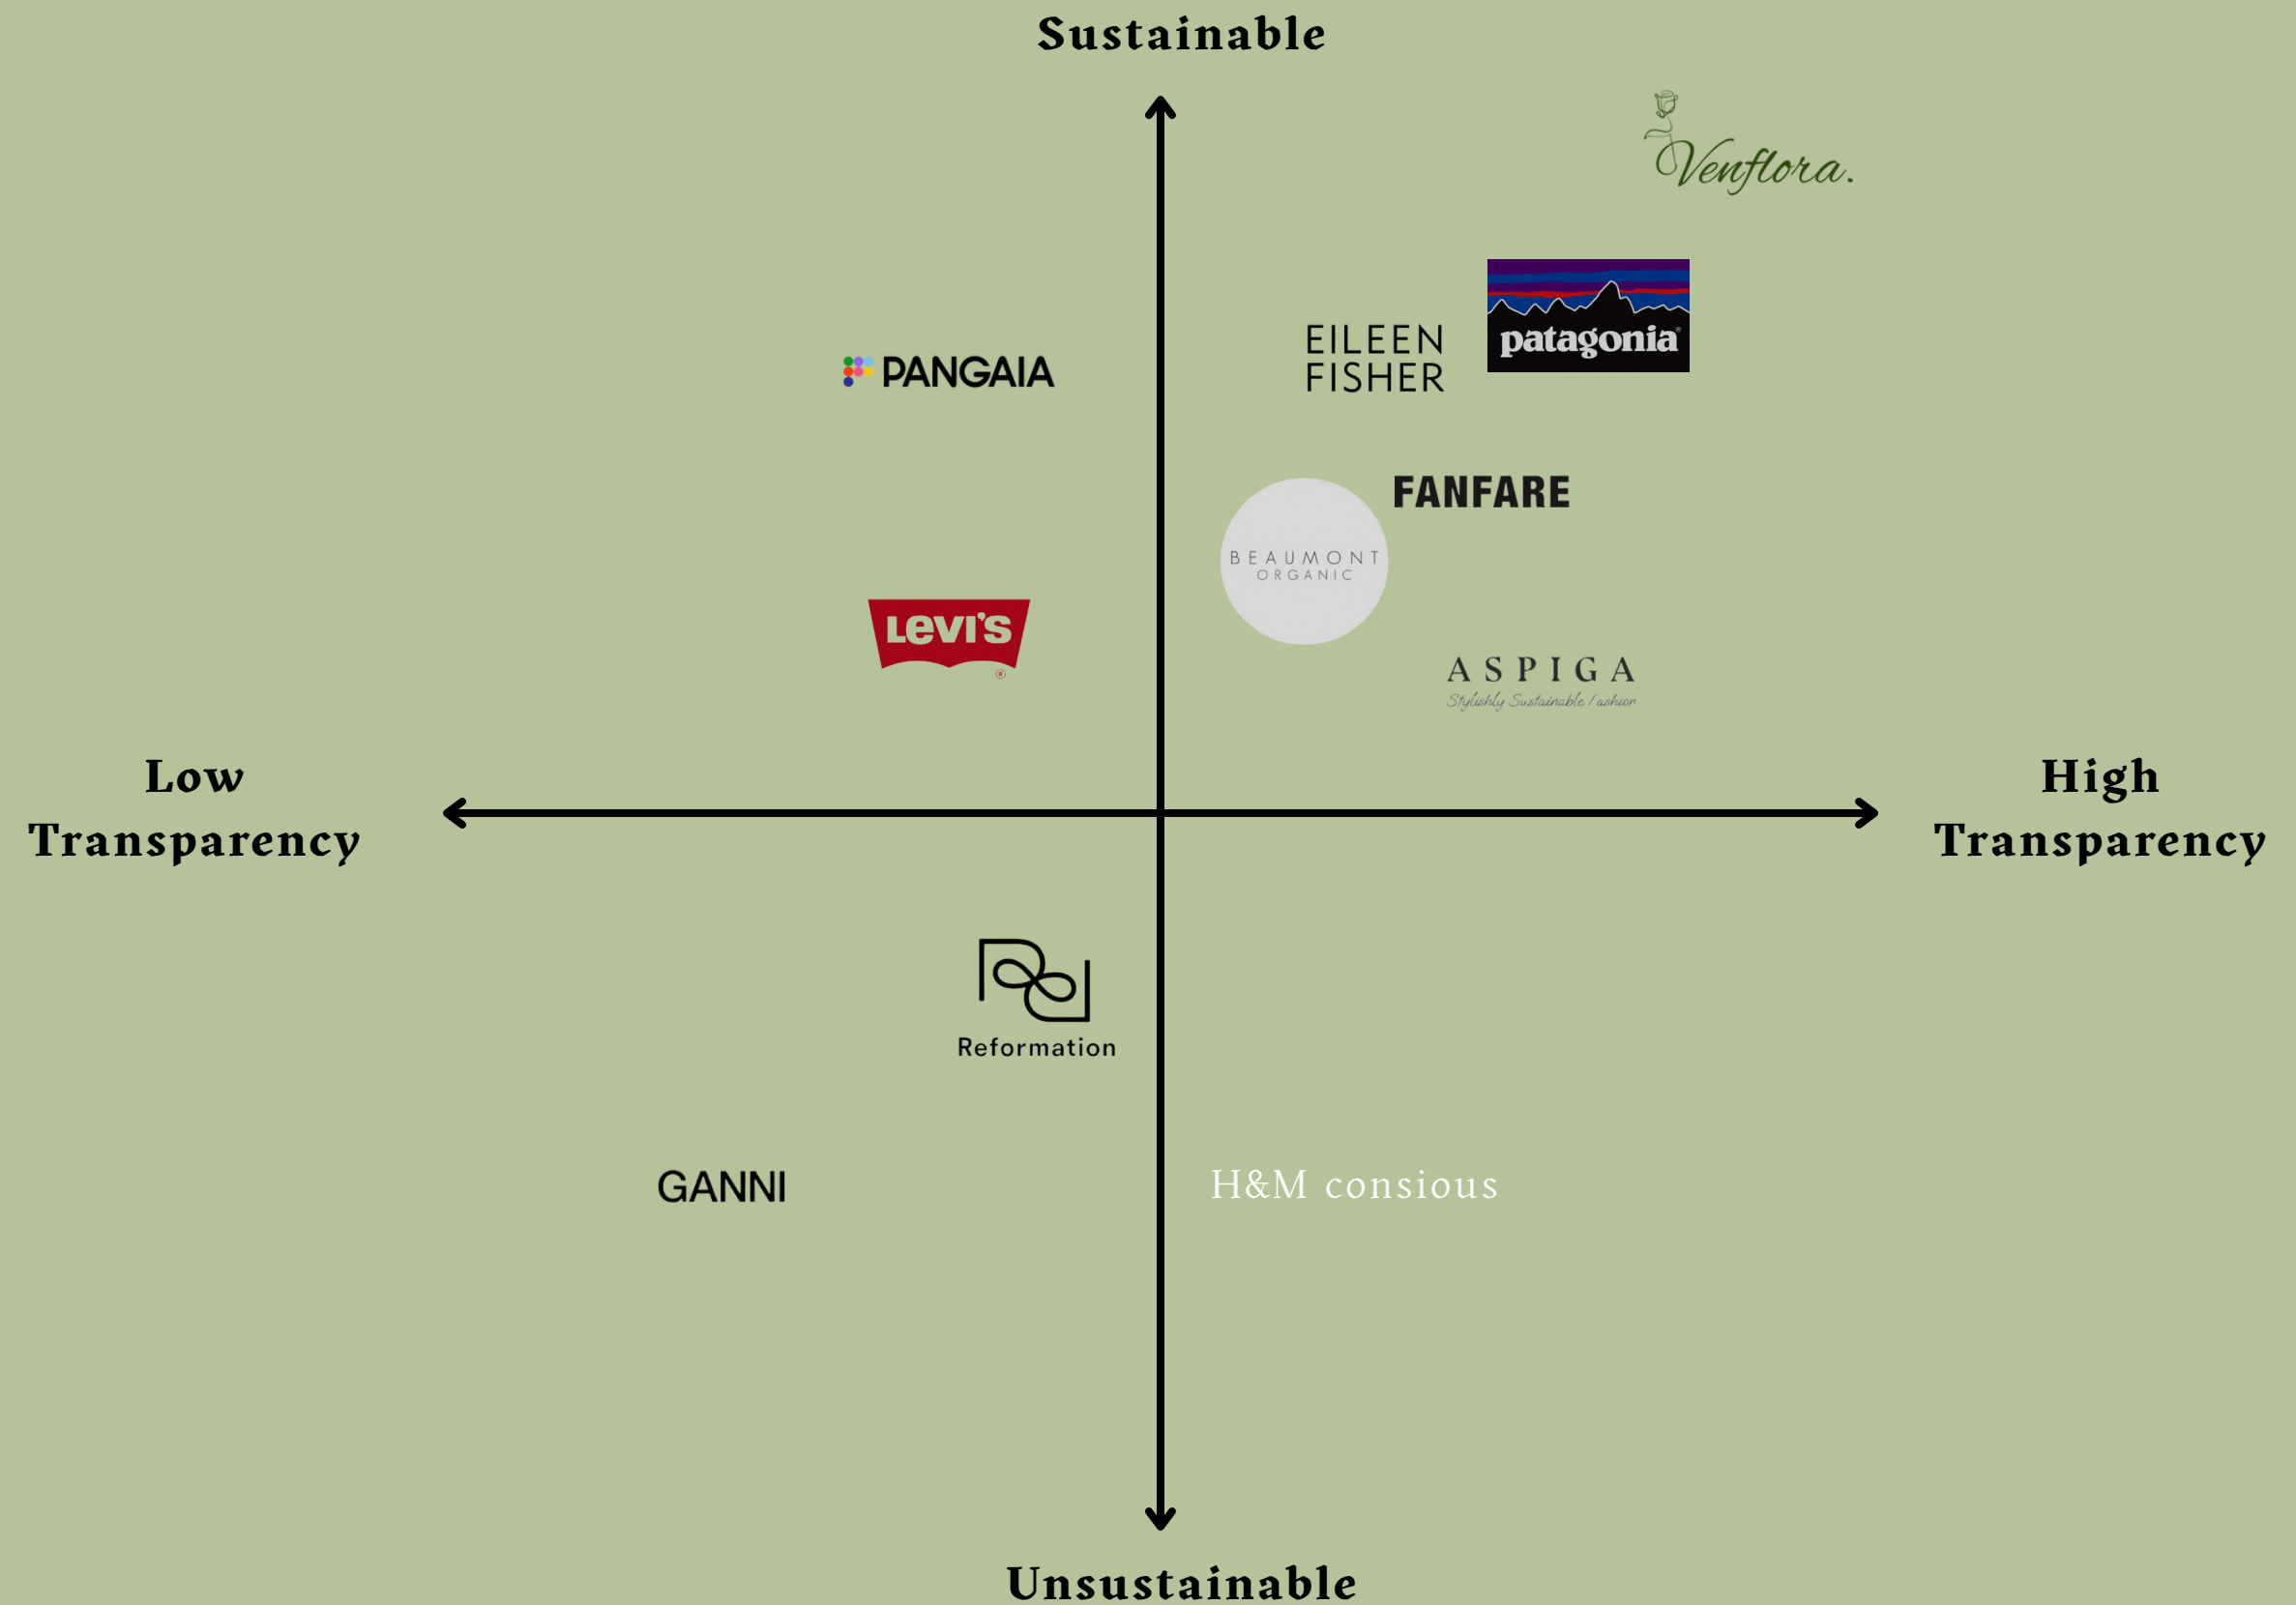 Sustainable
Venflora.
patagonia®
EILEEN
FISHER
PANGAIA
FANFARE
BEAUMONT
ORGANIC
LEVI'S®
ASPIGA
Stylishly Sustainable Fashion
Low
Transparency
High
Transparency
Reformation
GANNI
H&M consious
Unsustainable